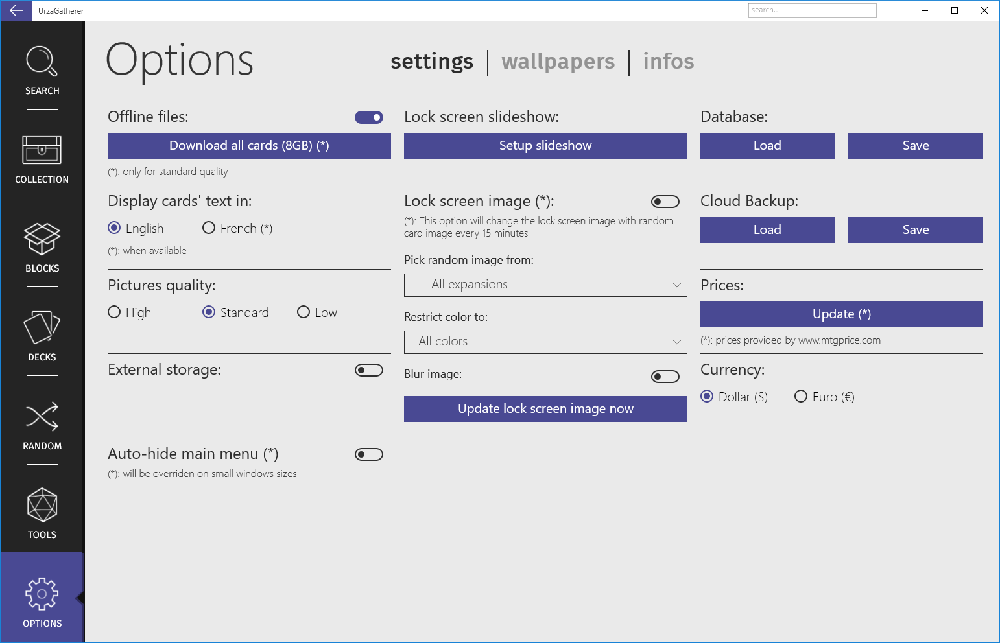 UrzaGatherer
search...
SEARCH
COLLECTION
BLOCKS
DECKS
RANDOM
TOOLS
OPTIONS
Options
settings | wallpapers | infos
Offline files:
Download all cards (8GB) (*)
(*): only for standard quality
Display cards' text in:
English
French (*)
(*): when available
Pictures quality:
High
Standard
Low
External storage:
Auto-hide main menu (*)
(*): will be overriden on small windows sizes
Lock screen slideshow:
Setup slideshow
Lock screen image (*):
(*): This option will change the lock screen image with random
card image every 15 minutes
Pick random image from:
All expansions
Restrict color to:
All colors
Blur image:
Update lock screen image now
Database:
Load
Save
Cloud Backup:
Load
Save
Prices:
Update (*)
(*): prices provided by www.mtgprice.com
Currency:
Dollar ($)
Euro (€)